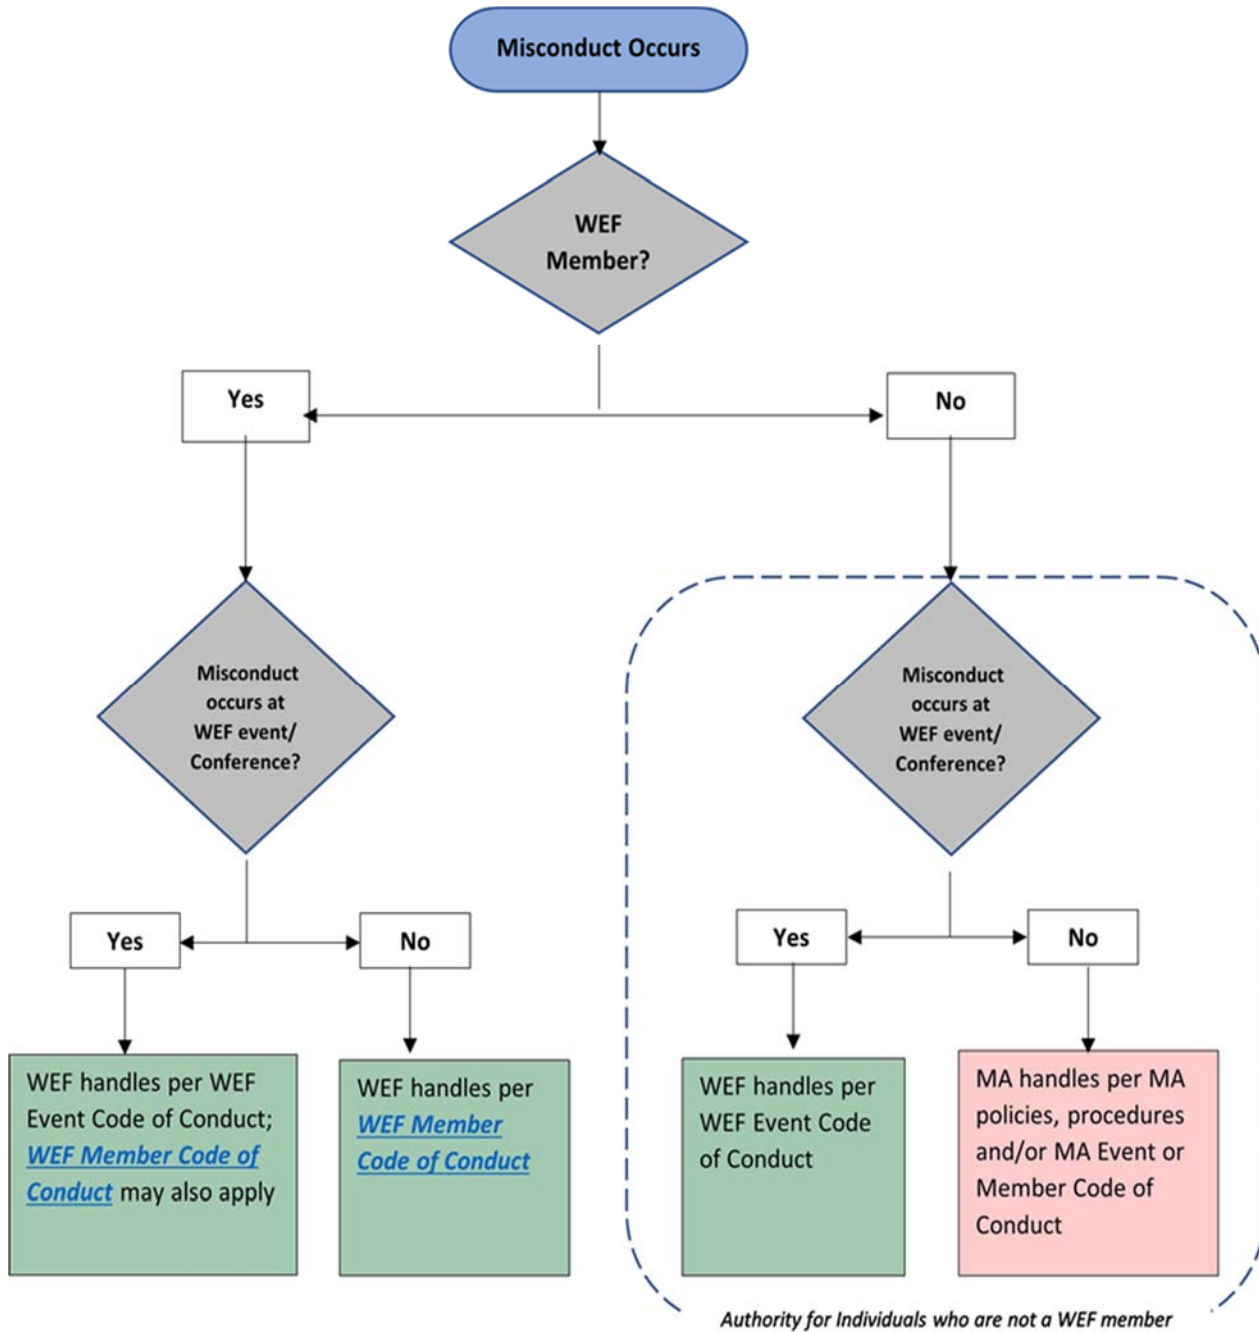 Misconduct Occurs
WEF
Member?
Yes
No
Misconduct
occurs at
WEF event/
Conference?
Misconduct
occurs at
WEF event/
Conference?
Yes
No
Yes
No
WEF handles per WEF
Event Code of Conduct;
WEF Member Code of
Conduct may also apply
WEF handles per
WEF Member
Code of Conduct
WEF handles per
WEF Event Code
of Conduct
MA handles per MA
policies, procedures
and/or MA Event or
Member Code of
Conduct
Authority for Individuals who are not a WEF member